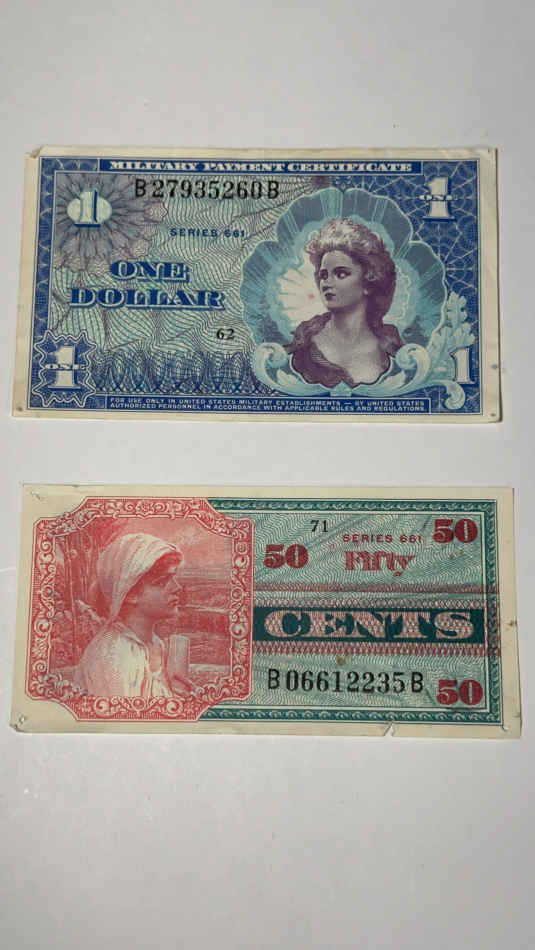 MILITARY PAYMENT CERTIFICATE
B27935260B
1
ONE
SERIES 661
ONE
DOLLAR
62
1
ONE
1
FOR USE ONLY IN UNITED STATES MILITARY ESTABLISHMENTS — BY UNITED STATES
AUTHORIZED PERSONNEL IN ACCORDANCE WITH APPLICABLE RULES AND REGULATIONS.
71
SERIES 661
50
50
Fifty
CENTS
B06612235B
50